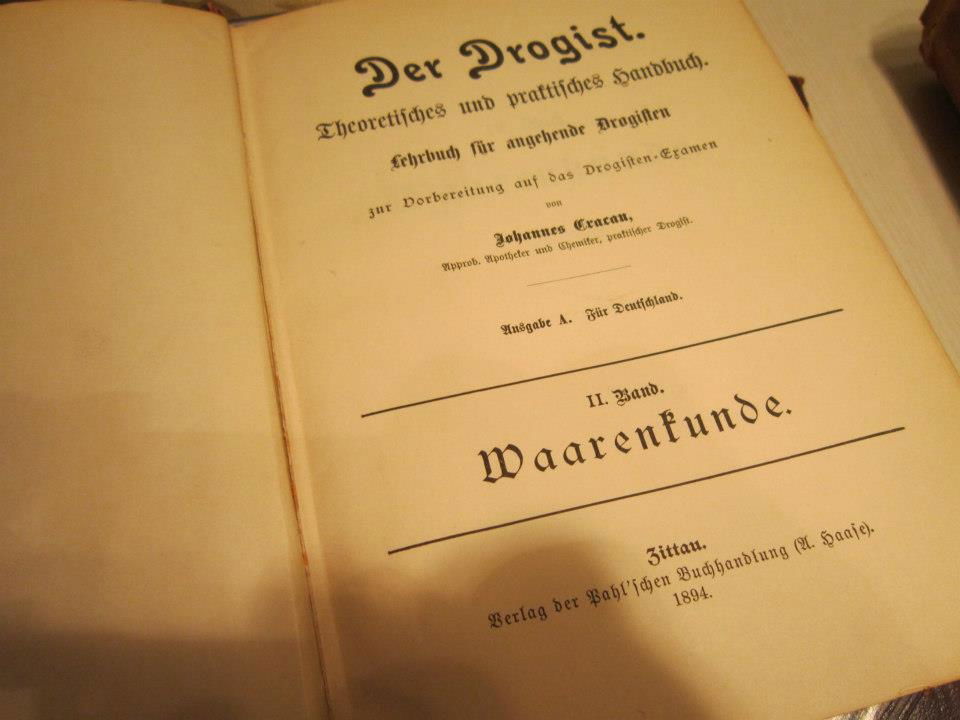 Der Drogist.
Theoretisches und praktisches Handbuch.
Lehrbuch für angehende Drogisten
zur Vorbereitung auf das Drogisten-Examen
von
Johannes Cracau,
Approb. Apotheker und Chemiker, praktischer Drogist.
Ausgabe A. Für Deutschland.
II. Band.
Waarenkunde.
Zittau.
Verlag der Pahl'schen Buchhandlung (A. Haase).
1894.